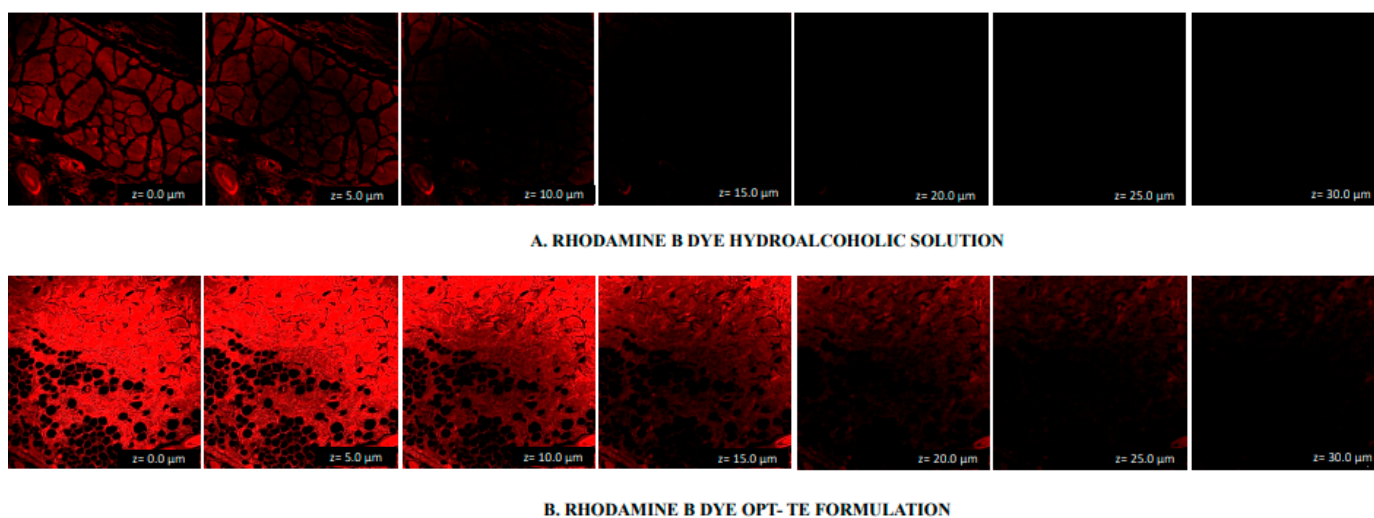 z= 0.0 µm z= 5.0 µm z= 10.0 µm z= 15.0 µm z= 20.0 µm z= 25.0 µm z= 30.0 µm
A. RHODAMINE B DYE HYDROALCOHOLIC SOLUTION
z= 0.0 µm z= 5.0 µm z= 10.0 µm z= 15.0 µm z= 20.0 µm z= 25.0 µm z= 30.0 µm
B. RHODAMINE B DYE OPT- TE FORMULATION